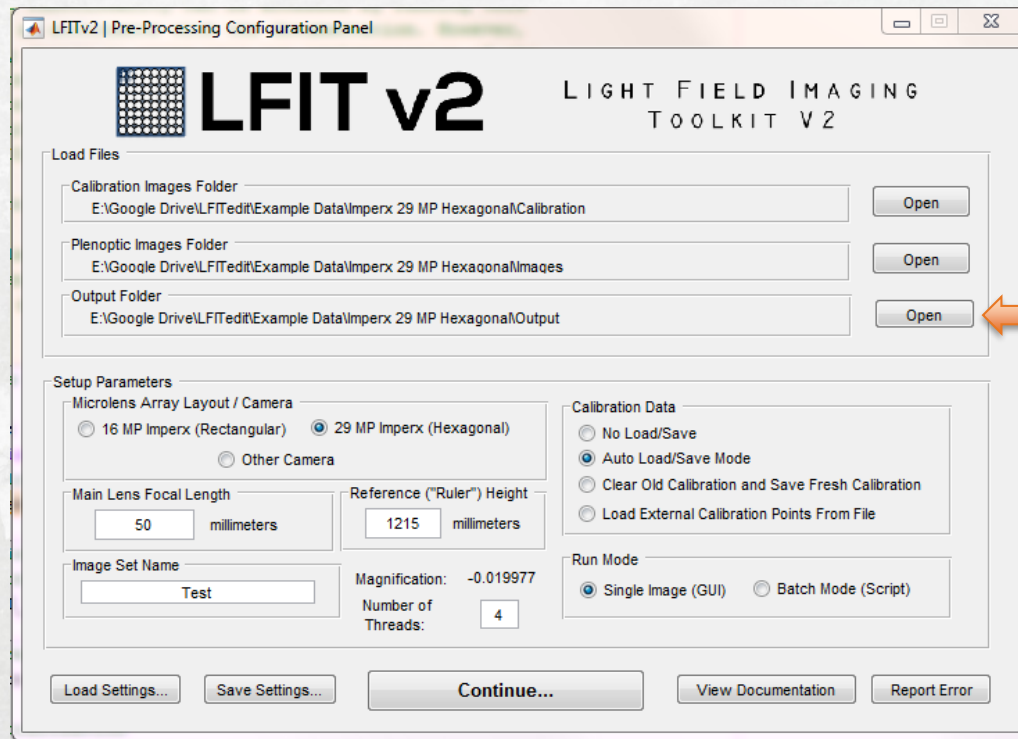 LFITv2 | Pre-Processing Configuration Panel
LFIT v2
LIGHT FIELD IMAGING
TOOLKIT V2
Load Files
Calibration Images Folder
E:\Google Drive\LFITedit\Example Data\Imperx 29 MP Hexagonal\Calibration
Open
Plenoptic Images Folder
E:\Google Drive\LFITedit\Example Data\Imperx 29 MP Hexagonal\Images
Open
Output Folder
E:\Google Drive\LFITedit\Example Data\Imperx 29 MP Hexagonal\Output
Open
Setup Parameters
Microlens Array Layout / Camera
16 MP Imperx (Rectangular) 29 MP Imperx (Hexagonal)
Other Camera
Main Lens Focal Length
50 millimeters
Reference ("Ruler") Height
1215 millimeters
Image Set Name
Test
Magnification: -0.019977
Number of
Threads:
4
Calibration Data
No Load/Save
Auto Load/Save Mode
Clear Old Calibration and Save Fresh Calibration
Load External Calibration Points From File
Run Mode
Single Image (GUI) Batch Mode (Script)
Load Settings... Save Settings... Continue... View Documentation Report Error